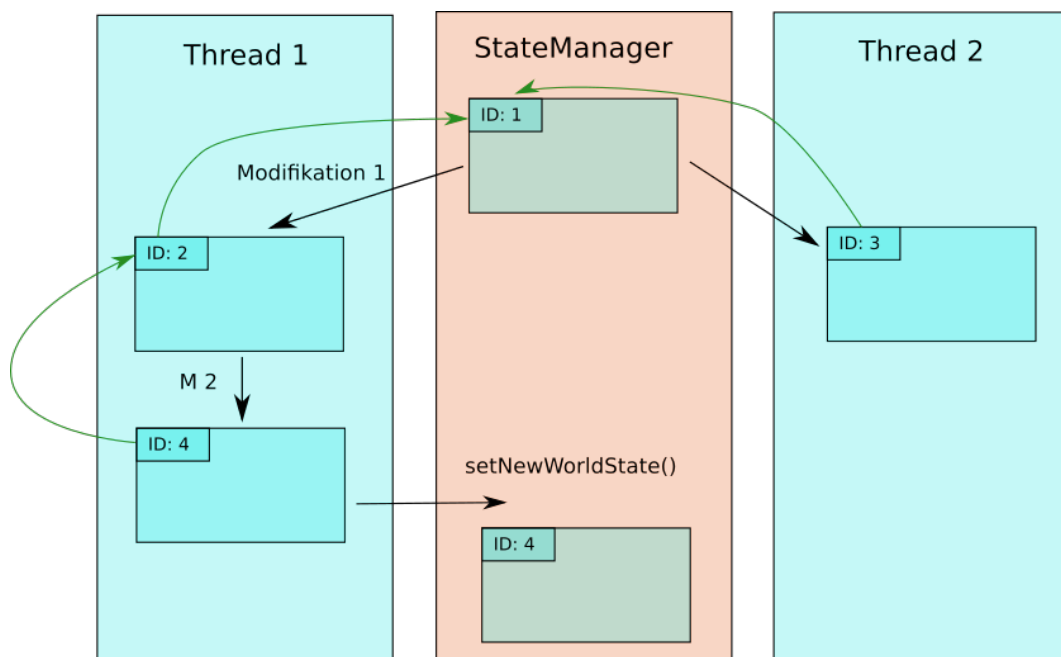 Thread 1
StateManager
Thread 2
ID: 1
Modifikation 1
ID: 2
ID: 3
M 2
ID: 4
setNewWorldState()
ID: 4